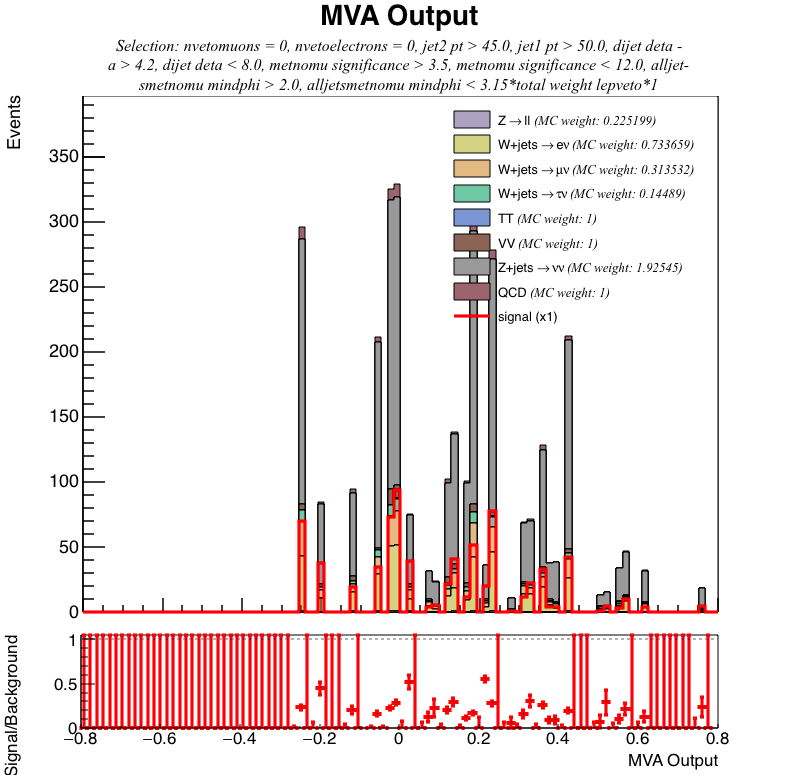 MVA Output
Selection: nvetomuons = 0, nvetoelectrons = 0, jet2 pt > 45.0, jet1 pt > 50.0, dijet deta -
a > 4.2, dijet deta < 8.0, metnomu significance > 3.5, metnomu significance < 12.0, alljet-
smetnomu mindphi > 2.0, alljetsmetnomu mindphi < 3.15*total weight lepveto*1
Events
350
300
250
200
150
100
50
0
Z→ll (MC weight: 0.225199)
W+jets→eν (MC weight: 0.733659)
W+jets→μν (MC weight: 0.313532)
W+jets→τν (MC weight: 0.14489)
TT (MC weight: 1)
VV (MC weight: 1)
Z+jets→νν (MC weight: 1.92545)
QCD (MC weight: 1)
signal (x1)
Signal/Background
1
0.5
0
−0.8 −0.6 −0.4 −0.2 0 0.2 0.4 0.6 0.8
MVA Output